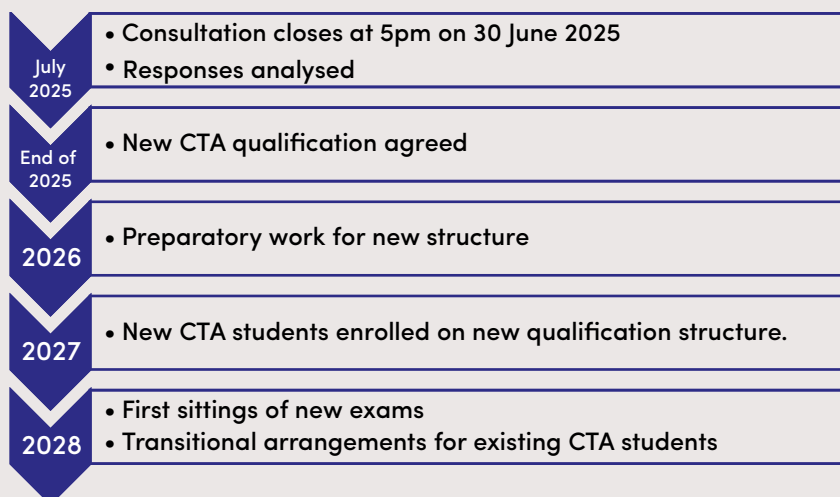 July
2025
• Consultation closes at 5pm on 30 June 2025
• Responses analysed
End of
2025
• New CTA qualification agreed
2026
• Preparatory work for new structure
2027
• New CTA students enrolled on new qualification structure.
2028
• First sittings of new exams
• Transitional arrangements for existing CTA students